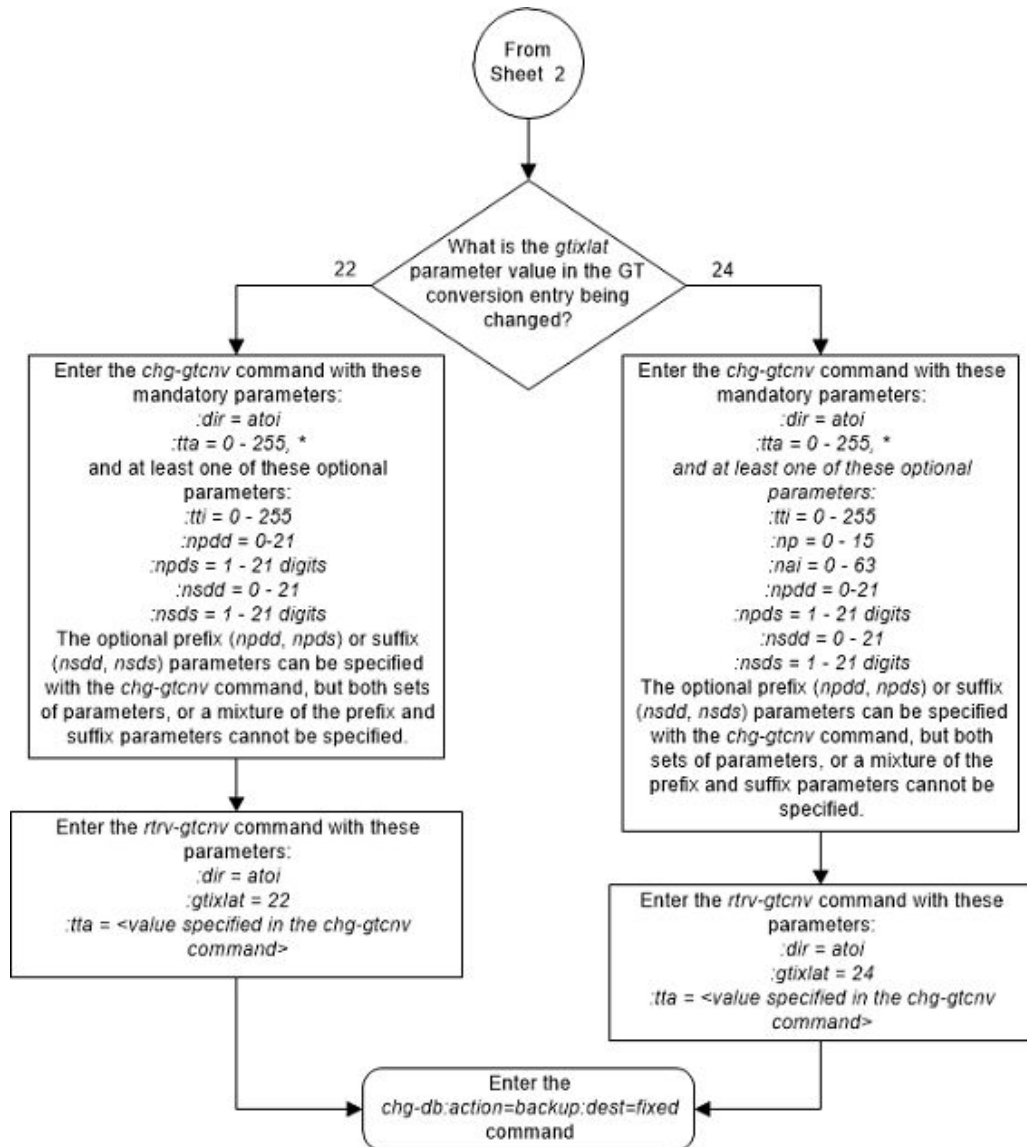 From
Sheet 2
What is the gtixlat
parameter value in the GT
conversion entry being
changed?
22
24
Enter the chg-gtcnv command with these
mandatory parameters:
:dir = atoi
:tta = 0 - 255, *
and at least one of these optional
parameters:
:tti = 0 - 255
:npdd = 0-21
:npds = 1 - 21 digits
:nsdd = 0 - 21
:nsds = 1 - 21 digits
The optional prefix (npdd, npds) or suffix
(nsdd, nsds) parameters can be specified
with the chg-gtcnv command, but both sets
of parameters, or a mixture of the prefix and
suffix parameters cannot be specified.
Enter the rtrv-gtcnv command with these
parameters:
:dir = atoi
:gtixlat = 22
:tta = <value specified in the chg-gtcnv
command>
Enter the chg-gtcnv command with these
mandatory parameters:
:dir = atoi
:tta = 0 - 255, *
and at least one of these optional
parameters:
:tti = 0 - 255
:np = 0 - 15
:nai = 0 - 63
:npdd = 0-21
:npds = 1 - 21 digits
:nsdd = 0 - 21
:nsds = 1 - 21 digits
The optional prefix (npdd, npds) or suffix
(nsdd, nsds) parameters can be specified
with the chg-gtcnv command, but both
sets of parameters, or a mixture of the
prefix and suffix parameters cannot be
specified.
Enter the rtrv-gtcnv command with these
parameters:
:dir = atoi
:gtixlat = 24
:tta = <value specified in the chg-gtcnv
command>
Enter the
chg-db:action=backup:dest=fixed
command